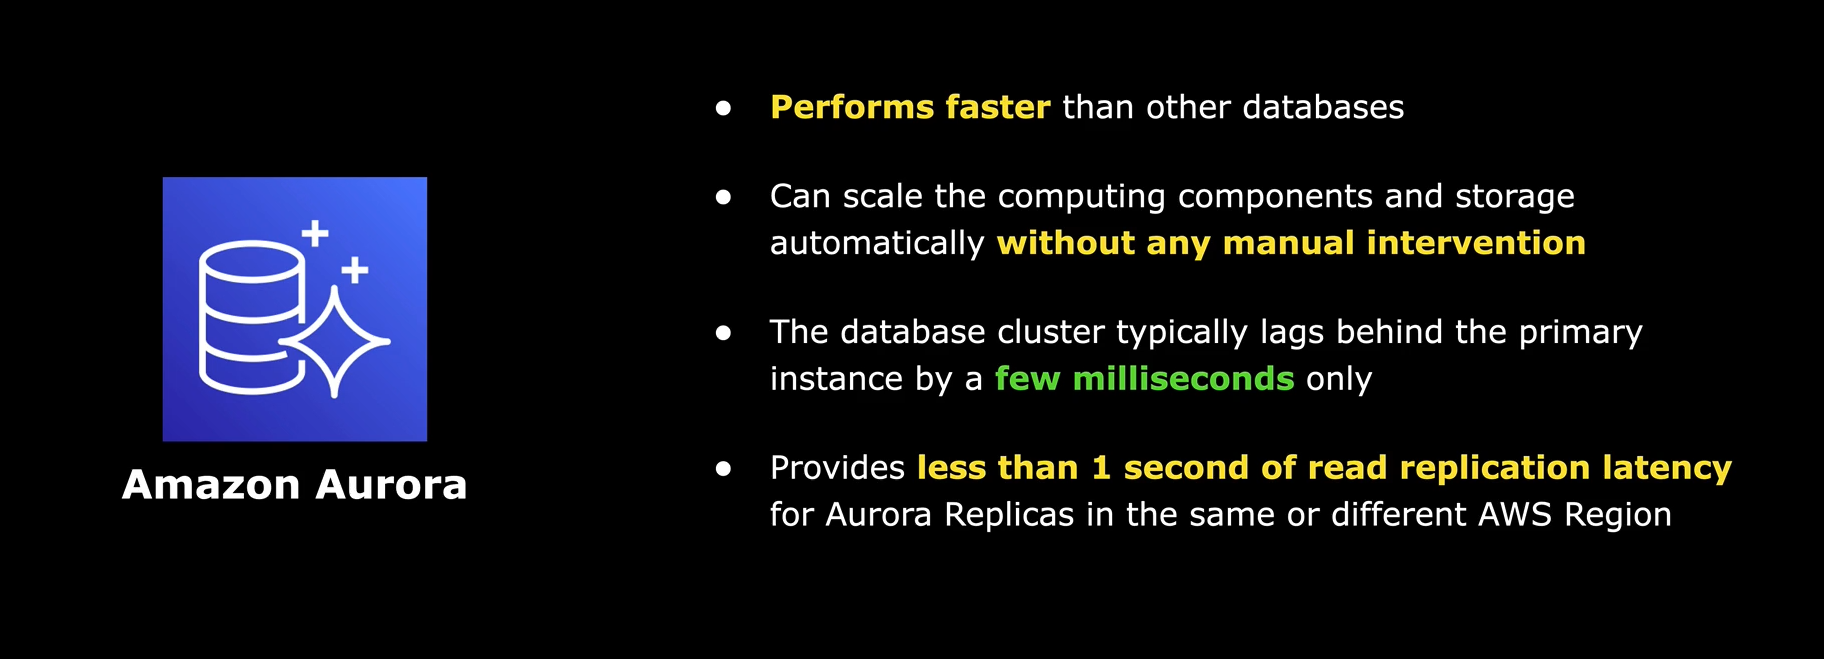 ● Performs faster than other databases
● Can scale the computing components and storage
automatically without any manual intervention
● The database cluster typically lags behind the primary
instance by a few milliseconds only
● Provides less than 1 second of read replication latency
for Aurora Replicas in the same or different AWS Region
Amazon Aurora